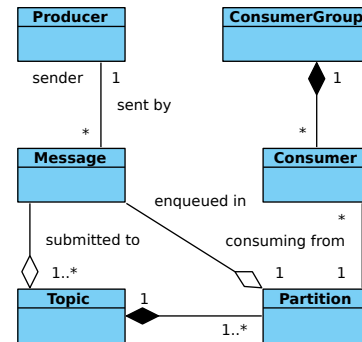 Producer
ConsumerGroup
sender
1
1
sent by
*
*
Message
Consumer
enqueued in
*
submitted to
consuming from
1..*
1
1
Topic
1
Partition
1..*